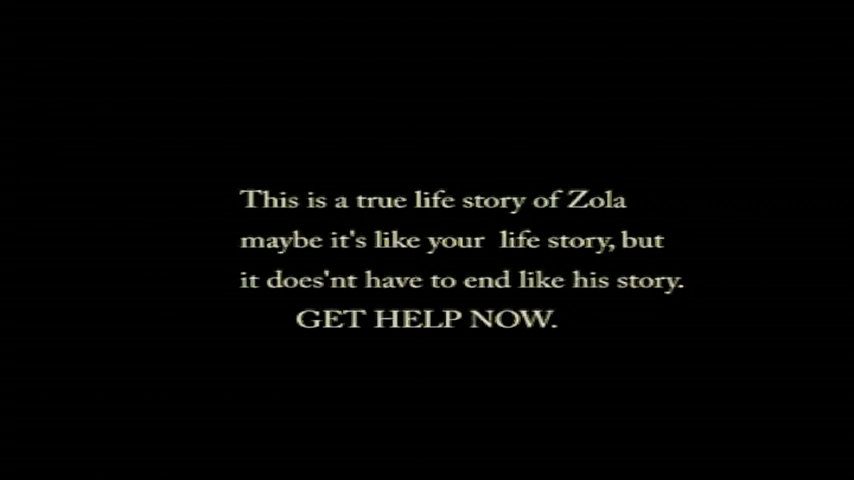 This is a true life story of Zola
maybe it's like your life story, but
it does'nt have to end like his story.
GET HELP NOW.